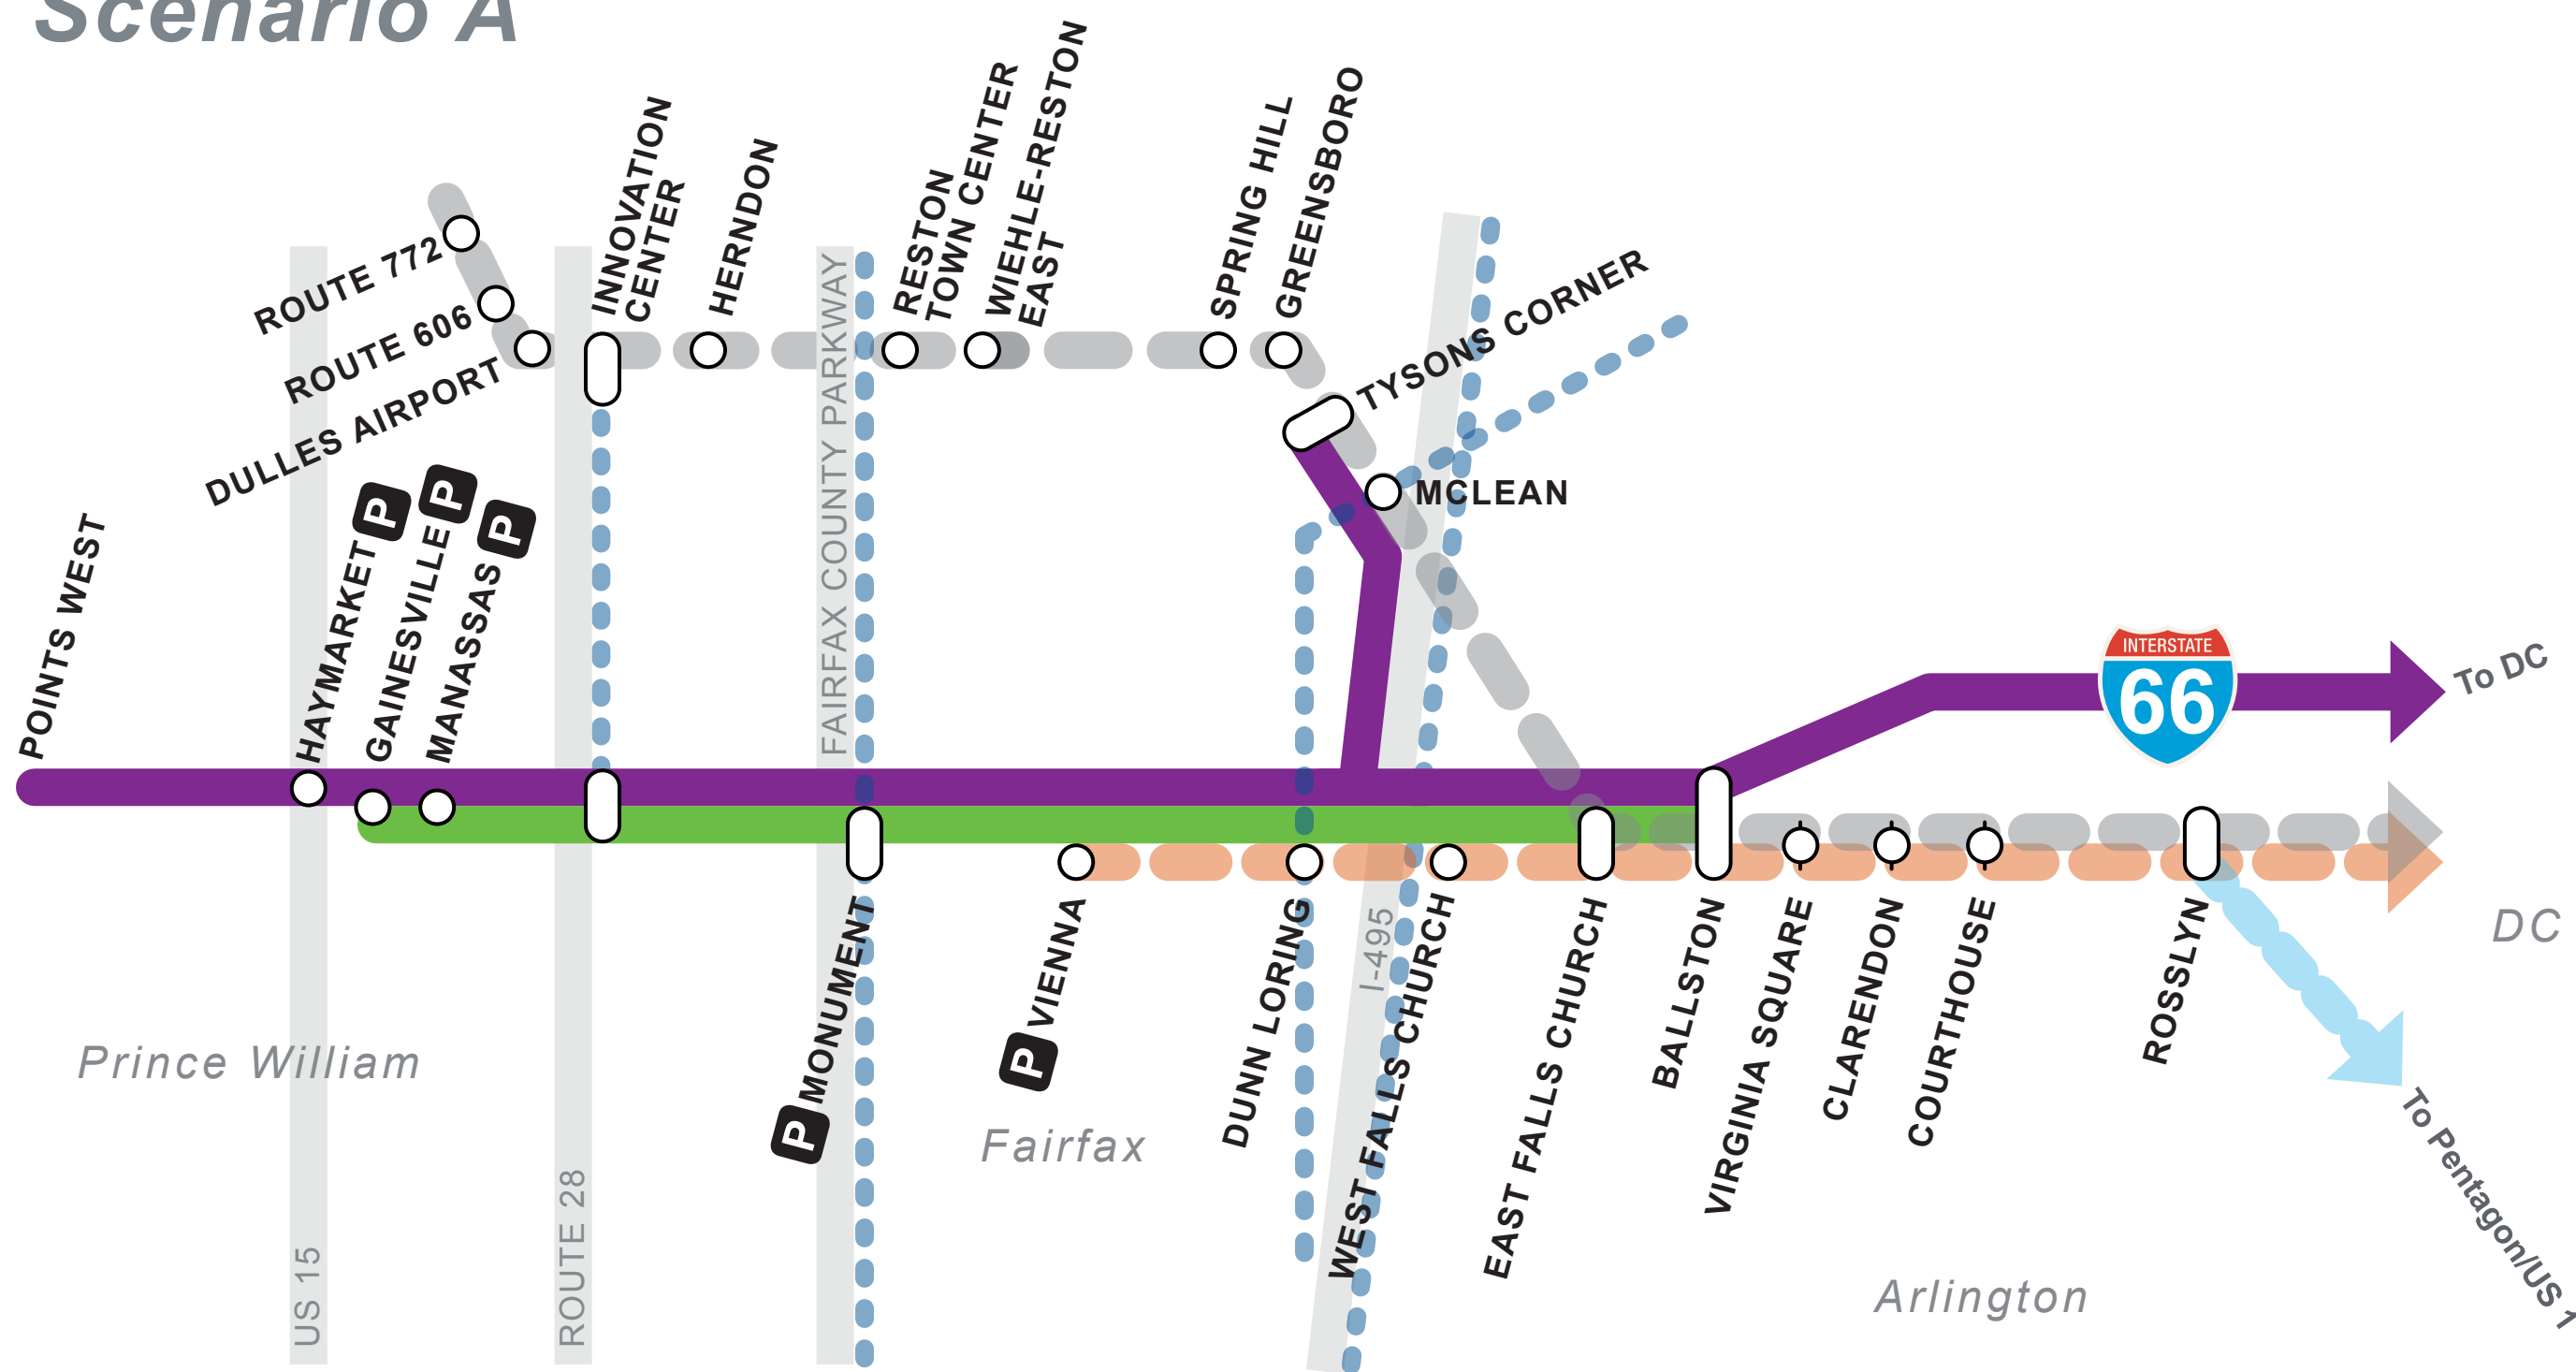 Scenario A
ROUTE 772
ROUTE 606
DULLES AIRPORT
INNOVATION
CENTER
HERNDON
RESTON
TOWN CENTER
WIEHLE-RESTON
EAST
SPRING HILL
GREENSBORO
TYSONS CORNER
MCLEAN
POINTS WEST
HAYMARKET P
GAINESVILLE P
MANASSAS P
FAIRFAX COUNTY PARKWAY
INTERSTATE
66
To DC
DC
P MONUMENT
P VIENNA
DUNN LORING
I-495
WEST FALLS CHURCH
EAST FALLS CHURCH
BALLSTON
VIRGINIA SQUARE
CLARENDON
COURTHOUSE
ROSSLYN
To Pentagon/US 1
Prince William
Fairfax
Arlington
US 15
ROUTE 28